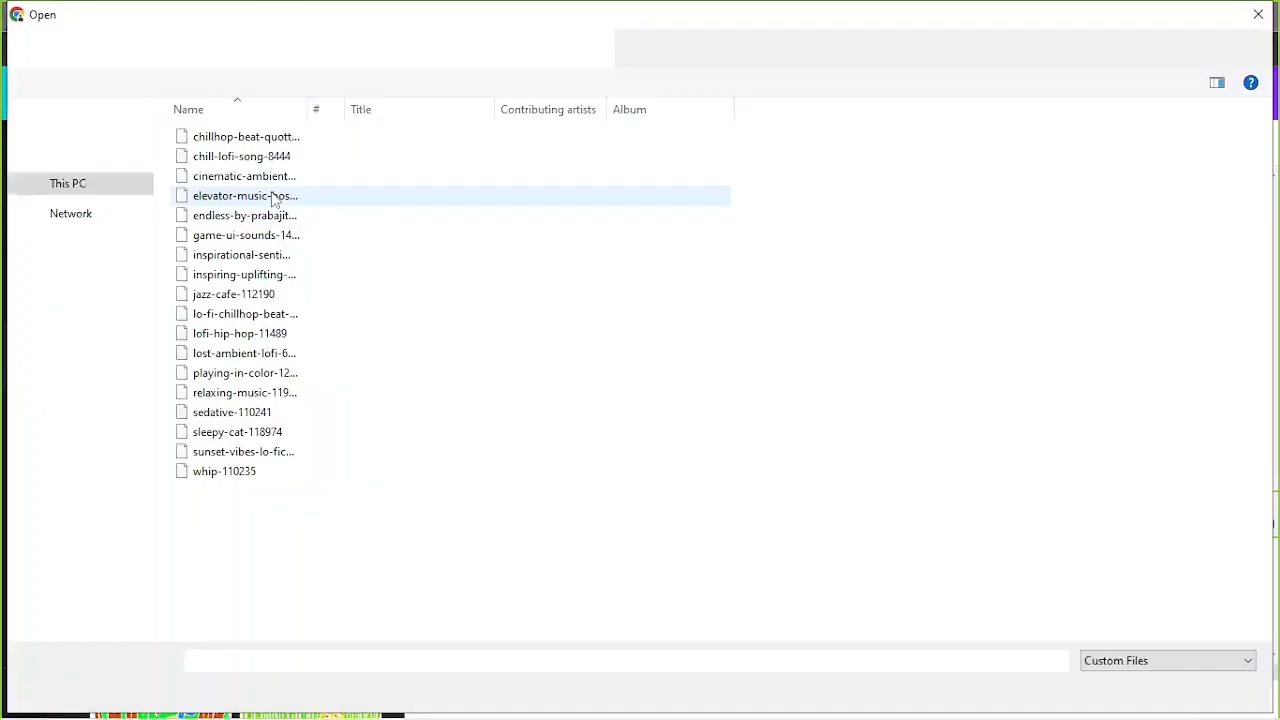 Open
Name
#
Title
Contributing artists
Album
This PC
Network
chillhop-beat-quott...
chill-lofi-song-8444
cinematic-ambient...
elevator-music-bos...
endless-by-prabajit...
game-ui-sounds-14...
inspirational-senti...
inspiring-uplifting-...
jazz-cafe-112190
lo-fi-chillhop-beat-...
lofi-hip-hop-11489
lost-ambient-lofi-6...
playing-in-color-12...
relaxing-music-119...
sedative-110241
sleepy-cat-118974
sunset-vibes-lo-fic...
whip-110235
Custom Files